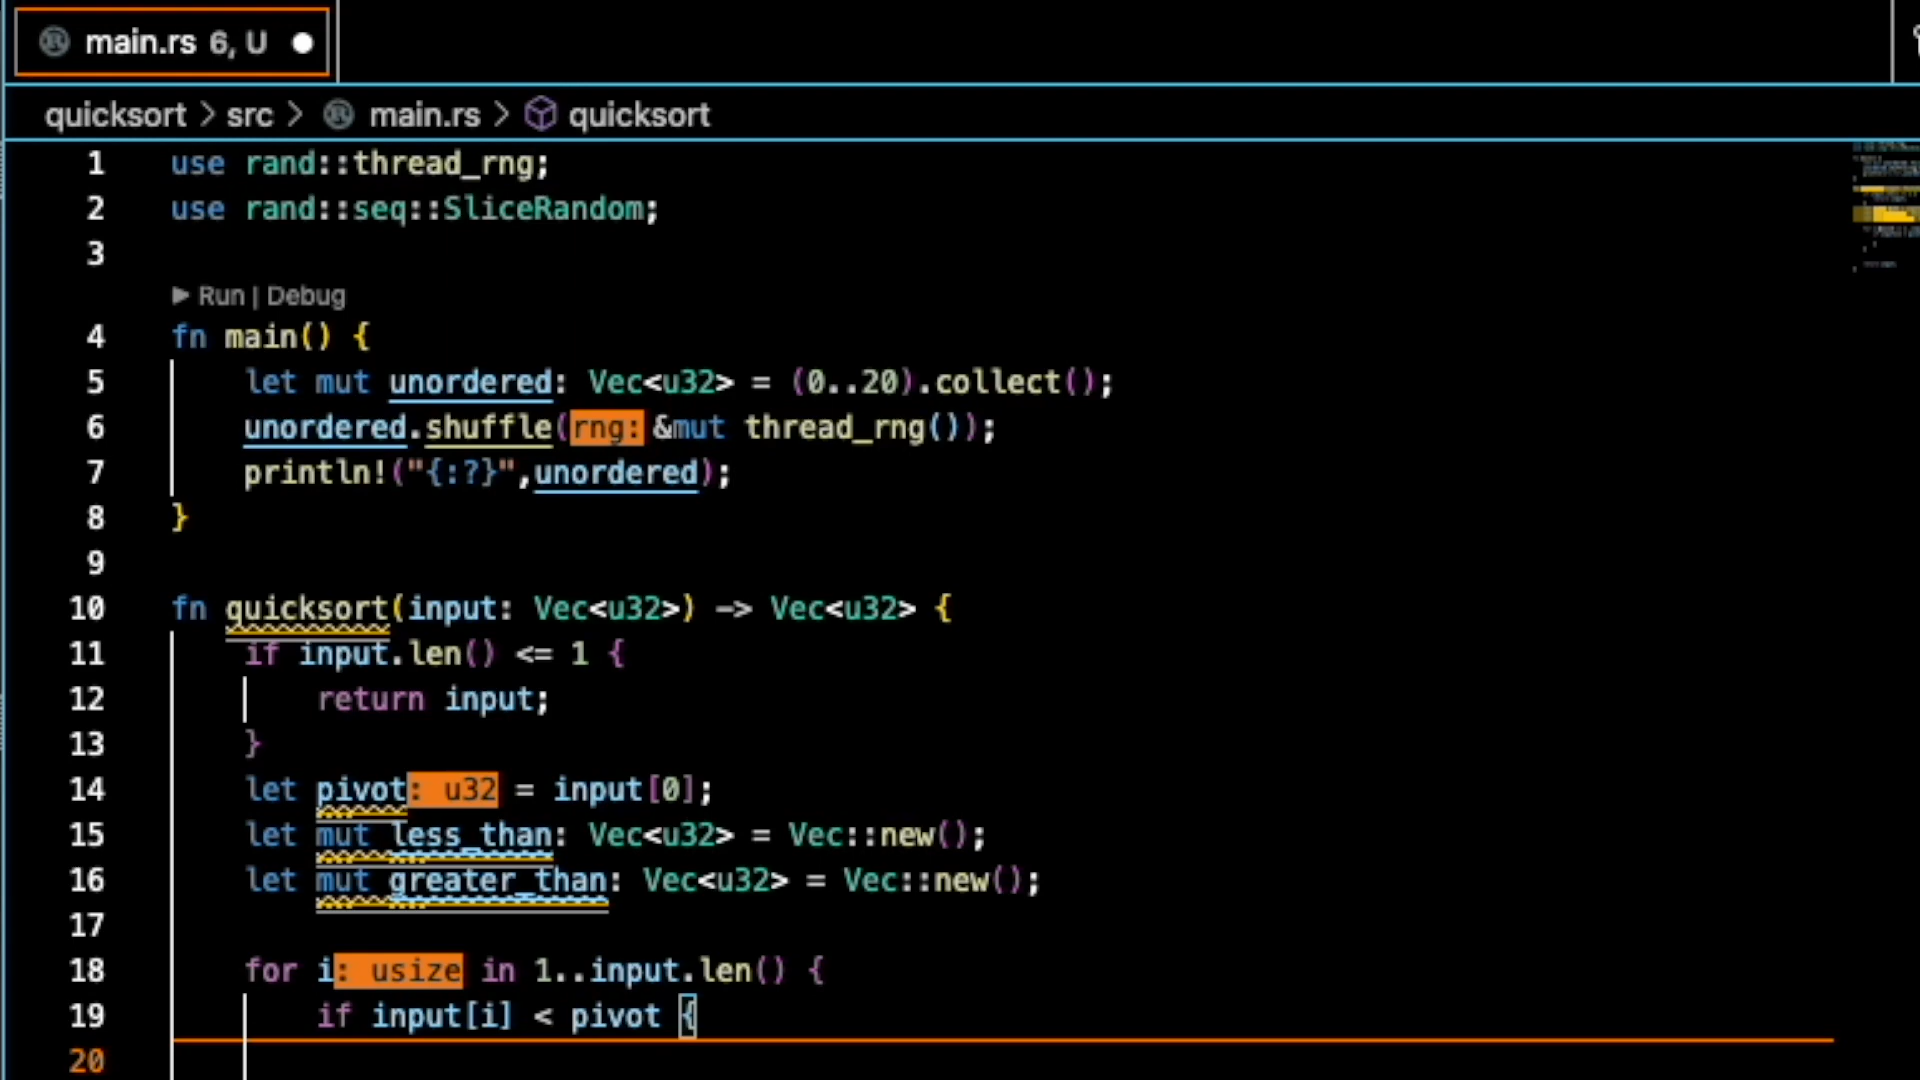 main.rs 6, U
quicksort > src > main.rs > quicksort
1 use rand::thread_rng;
2 use rand::seq::SliceRandom;
3
Run | Debug
4 fn main() {
5 let mut unordered: Vec<u32> = (0..20).collect();
6 unordered.shuffle(rng: &mut thread_rng());
7 println!("{:?}",unordered);
8 }
9
10 fn quicksort(input: Vec<u32>) -> Vec<u32> {
11 if input.len() <= 1 {
12 return input;
13 }
14 let pivot: u32 = input[0];
15 let mut less_than: Vec<u32> = Vec::new();
16 let mut greater_than: Vec<u32> = Vec::new();
17
18 for i: usize in 1..input.len() {
19 if input[i] < pivot {
20